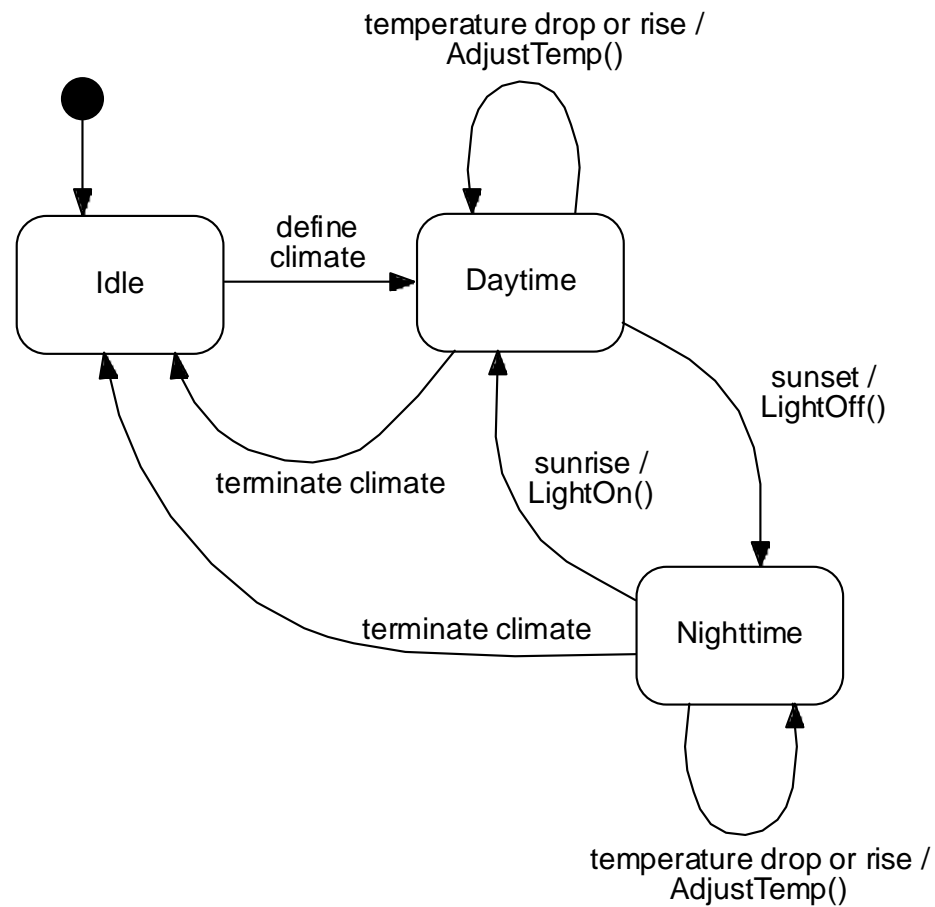 temperature drop or rise /
AdjustTemp()
define
climate
Idle
Daytime
sunset /
LightOff()
sunrise /
LightOn()
terminate climate
terminate climate
Nighttime
temperature drop or rise /
AdjustTemp()